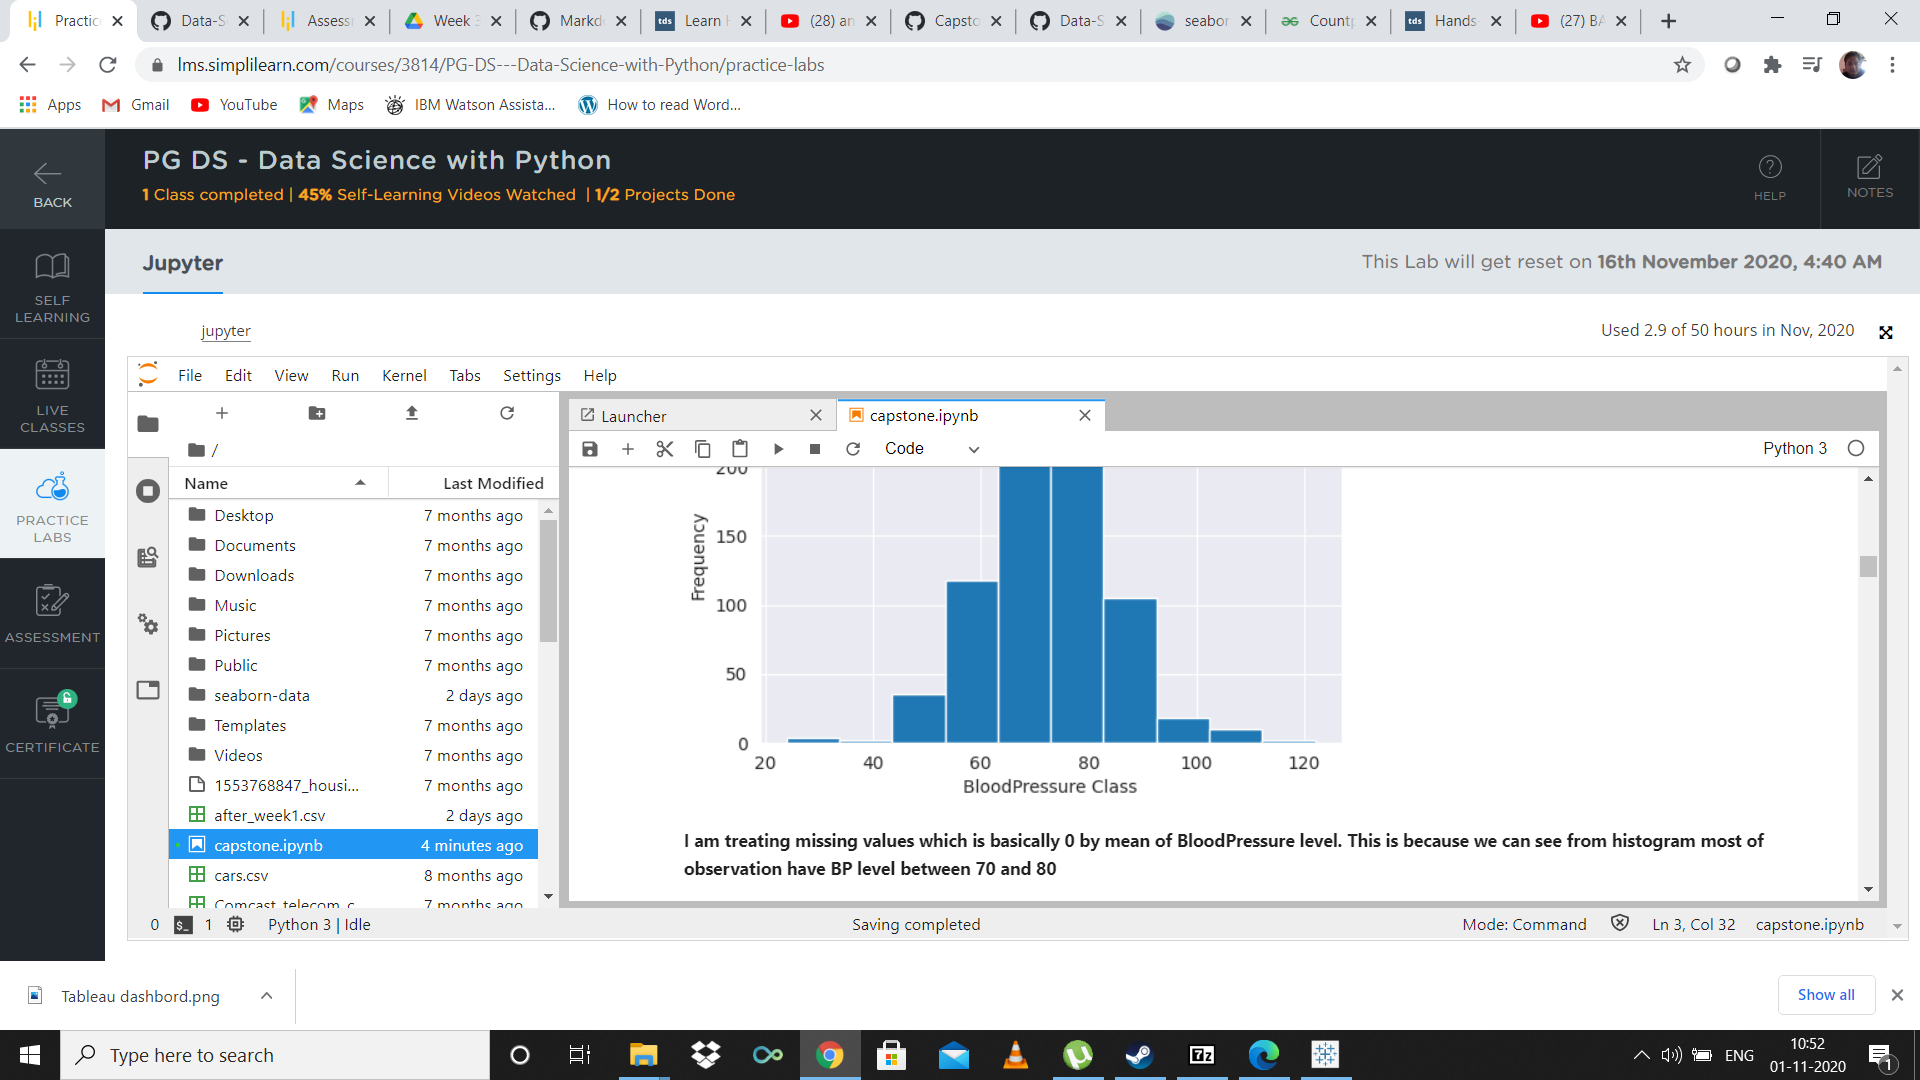 Practice
Data-S
Assessm
Week 3
Markdo
tds Learn H
(28) an
Capsto
Data-S
seabor
Countp
tds Hands
(27) BA
lms.simplilearn.com/courses/3814/PG-DS---Data-Science-with-Python/practice-labs
Apps Gmail YouTube Maps IBM Watson Assista... How to read Word...
BACK
PG DS - Data Science with Python
1 Class completed | 45% Self-Learning Videos Watched | 1/2 Projects Done
HELP
NOTES
SELF
LEARNING
LIVE
CLASSES
PRACTICE
LABS
ASSESSMENT
CERTIFICATE
Jupyter
This Lab will get reset on 16th November 2020, 4:40 AM
jupyter
Used 2.9 of 50 hours in Nov, 2020
File Edit View Run Kernel Tabs Settings Help
/
Name Last Modified
Desktop 7 months ago
Documents 7 months ago
Downloads 7 months ago
Music 7 months ago
Pictures 7 months ago
Public 7 months ago
seaborn-data 2 days ago
Templates 7 months ago
Videos 7 months ago
1553768847_housi... 7 months ago
after_week1.csv 2 days ago
capstone.ipynb 4 minutes ago
cars.csv 8 months ago
Comcast_telecom_c 7 months ago
Launcher
capstone.ipynb
Code
Python 3
200
150
100
50
0
Frequency
20 40 60 80 100 120
BloodPressure Class
I am treating missing values which is basically 0 by mean of BloodPressure level. This is because we can see from histogram most of
observation have BP level between 70 and 80
0 $_ 1 Python 3 | Idle
Saving completed
Mode: Command Ln 3, Col 32 capstone.ipynb
Tableau dashbord.png
Show all
Type here to search
7z
ENG
10:52
01-11-2020
1